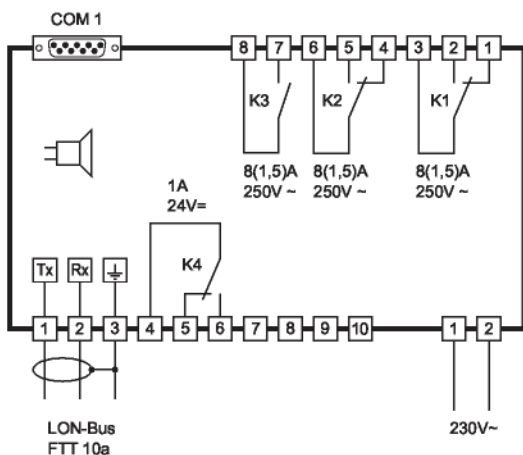 COM 1
8 7 6 5 4 3 2 1
K3 K2 K1
8(1,5)A 8(1,5)A 8(1,5)A
250V ~ 250V ~ 250V ~
1A
24V=
K4
Tx Rx
1 2 3 4 5 6 7 8 9 10 1 2
LON-Bus
FTT 10a
230V~